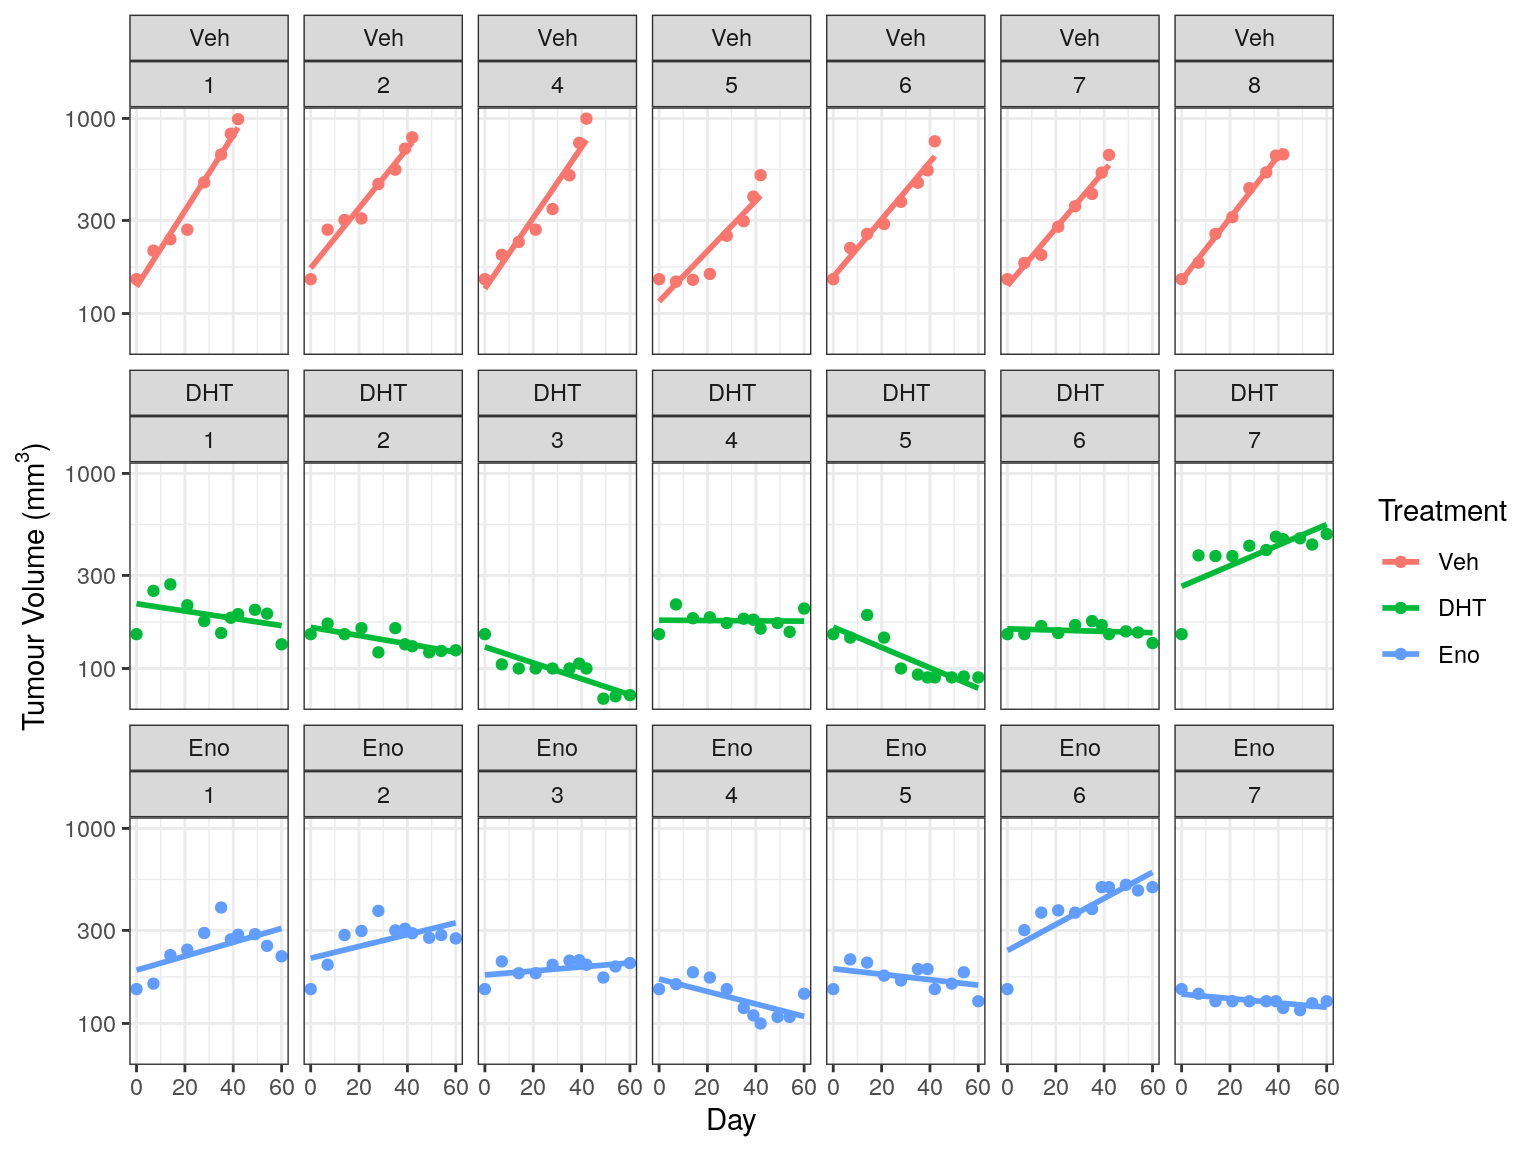 Veh Veh Veh Veh Veh Veh Veh
1 2 4 5 6 7 8
1000
300
100
DHT DHT DHT DHT DHT DHT DHT
1 2 3 4 5 6 7
1000
300
100
Eno Eno Eno Eno Eno Eno Eno
1 2 3 4 5 6 7
1000
300
100
0 20 40 60 0 20 40 60 0 20 40 60 0 20 40 60 0 20 40 60 0 20 40 60 0 20 40 60
Day
Tumour Volume (mm³)
Treatment
Veh
DHT
Eno